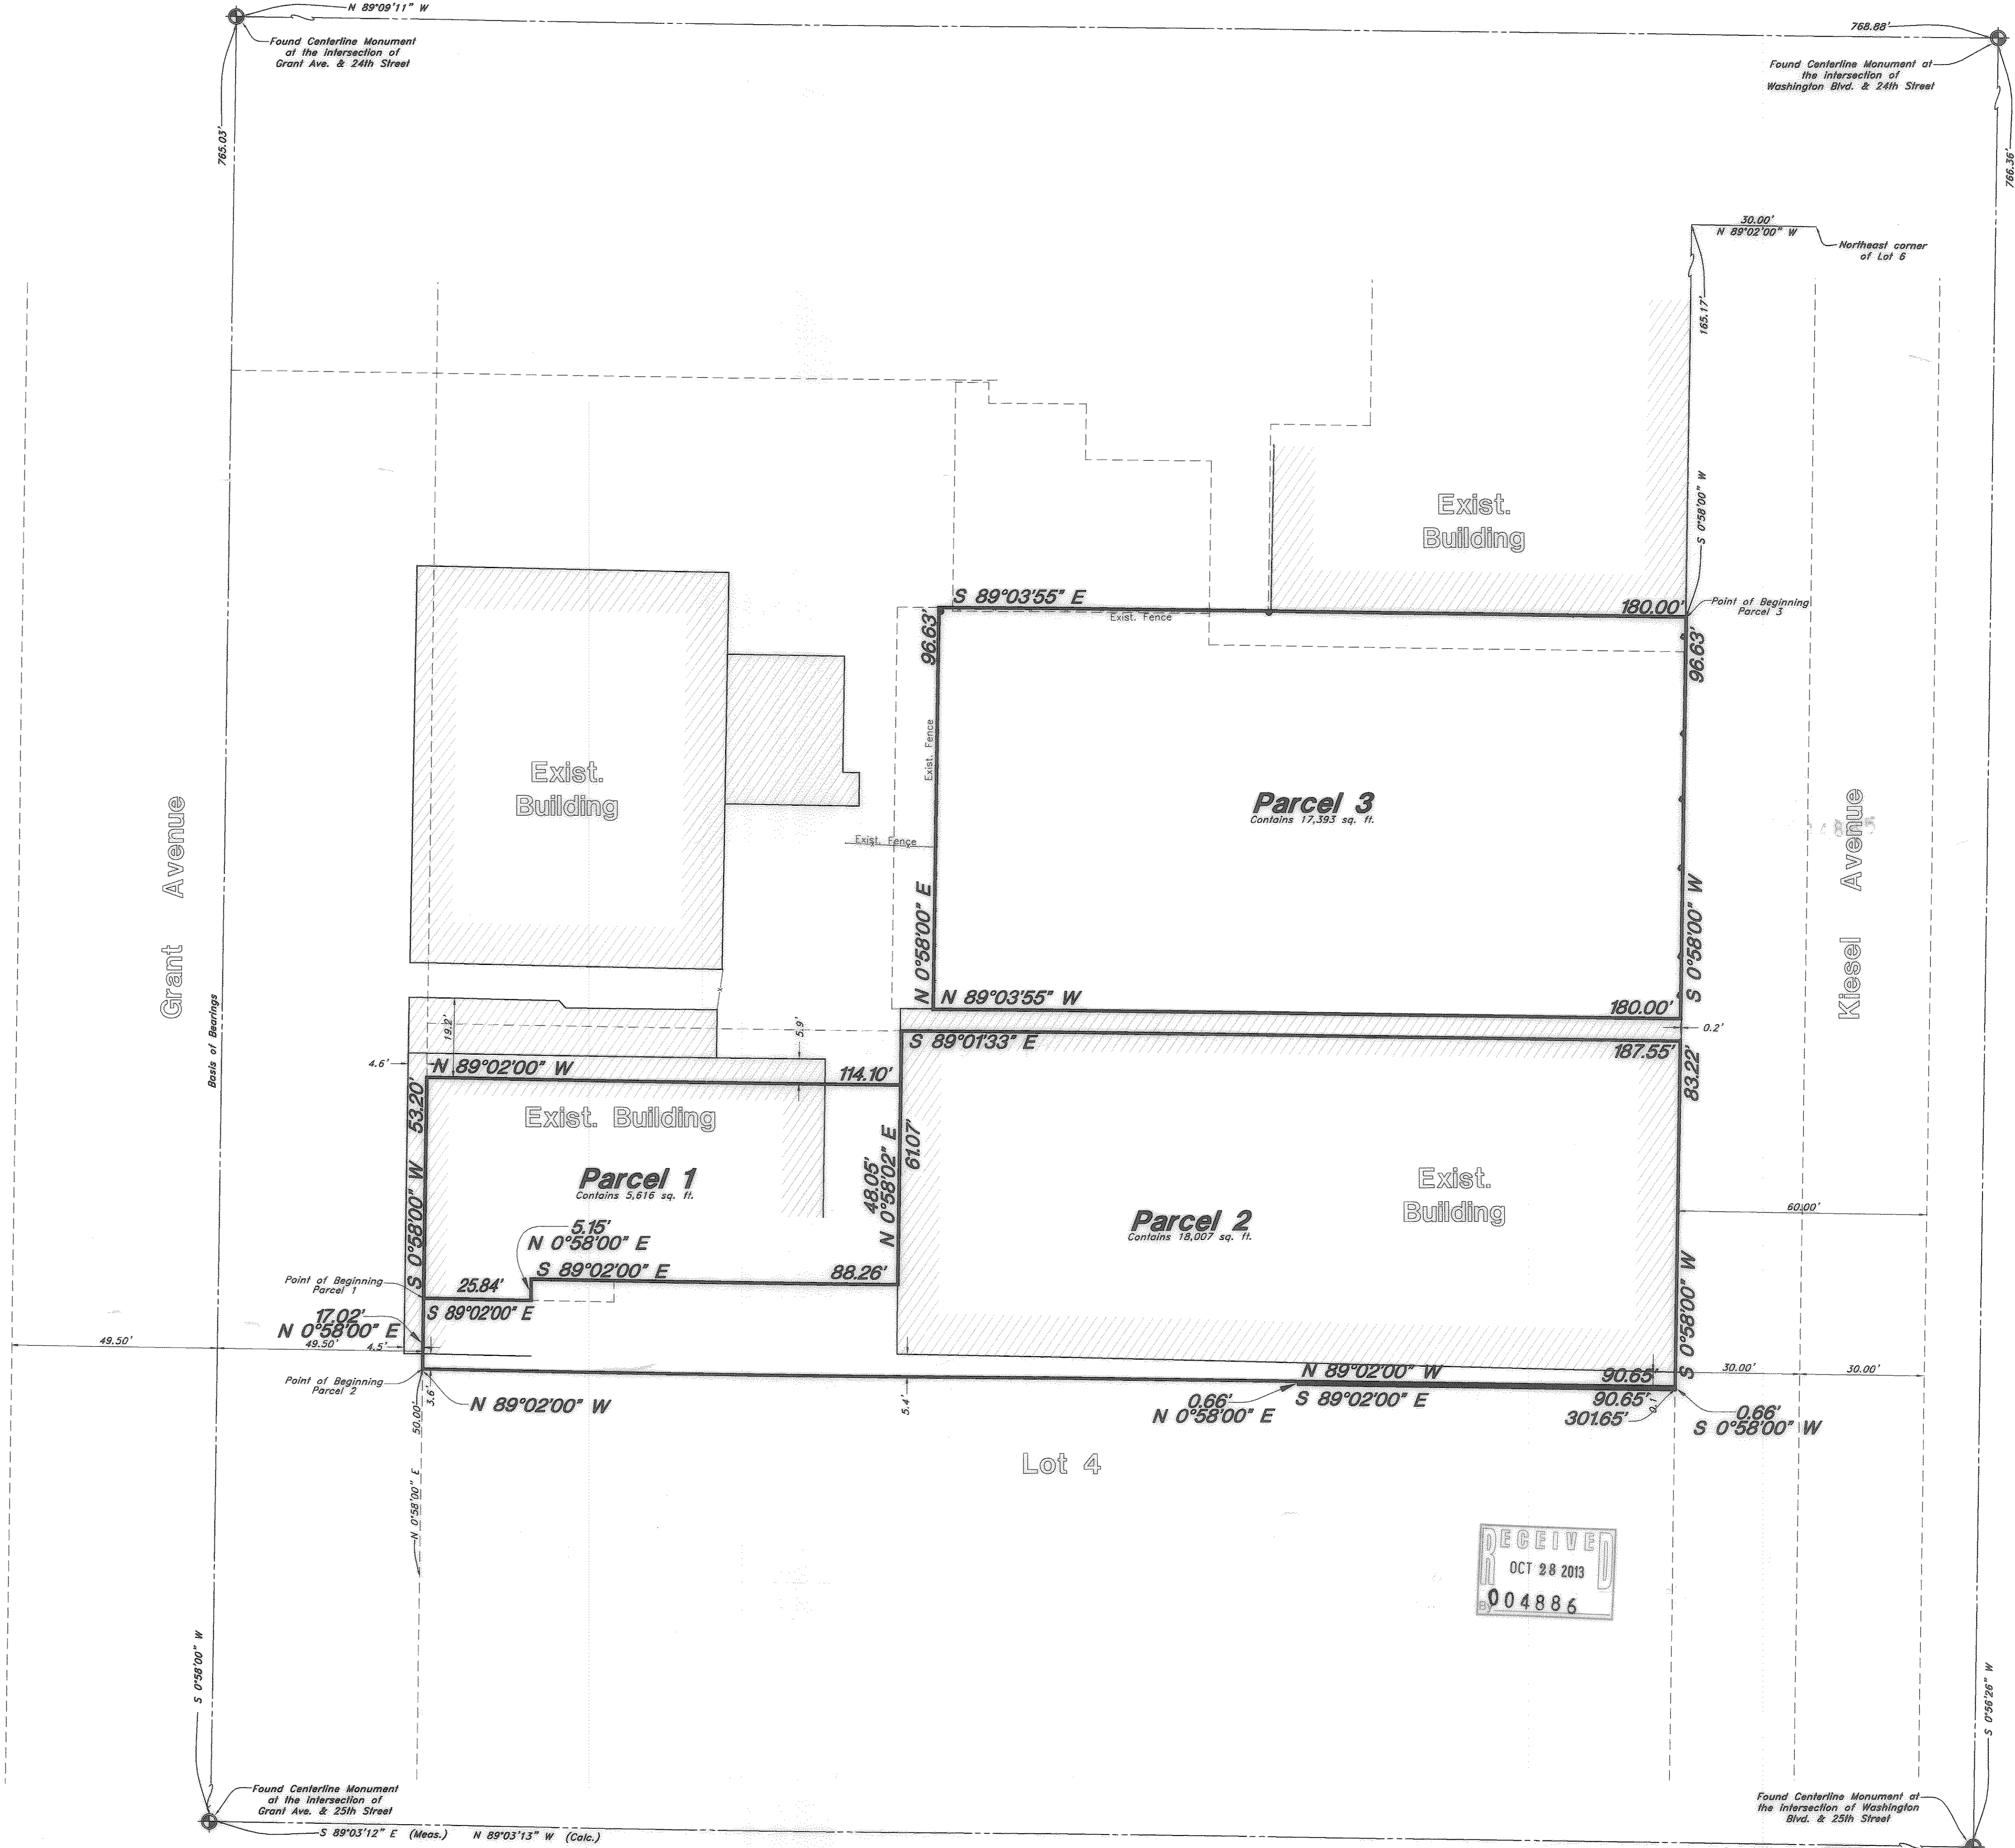 N 89°09'11" W
Found Centerline Monument
at the intersection of
Grant Ave. & 24th Street
768.88'
Found Centerline Monument at
the intersection of
Washington Blvd. & 24th Street
765.03'
766.36'
30.00'
N 89°02'00" W
Northeast corner
of Lot 6
165.17'
S 0°58'00" W
Exist.
Building
S 89°03'55" E
180.00'
Exist. Fence
Point of Beginning
Parcel 3
96.63'
96.63'
Exist. Fence
Exist.
Building
Parcel 3
Contains 17,393 sq. ft.
Exist. Fence
Grant Avenue
Kiesel Avenue
N 0°58'00" E
S 0°58'00" W
N 89°03'55" W
180.00'
Basis of Bearings
19.2'
5.9'
0.2'
S 89°01'33" E
187.55'
4.6'
N 89°02'00" W
114.10'
53.20'
83.22'
Exist. Building
Parcel 1
Contains 5,616 sq. ft.
S 0°58'00" W
48.05'
N 0°58'02" E
61.07'
Exist.
Building
Parcel 2
Contains 18,007 sq. ft.
60.00'
5.15'
N 0°58'00" E
S 89°02'00" E
88.26'
Point of Beginning
Parcel 1
25.84'
S 89°02'00" E
17.02'
N 0°58'00" E
49.50'
49.50'
4.5'
S 0°58'00" W
30.00'
30.00'
Point of Beginning
Parcel 2
3.6'
N 89°02'00" W
50.00'
N 0°58'00" E
5.4'
N 89°02'00" W
90.65'
0.66'
N 0°58'00" E
S 89°02'00" E
90.65'
301.65'
0.1'
0.66'
S 0°58'00" W
Lot 4
RECEIVED
OCT 28 2013
By 004886
S 0°58'00" W
S 0°56'26" W
Found Centerline Monument
at the intersection of
Grant Ave. & 25th Street
S 89°03'12" E (Meas.) N 89°03'13" W (Calc.)
Found Centerline Monument at
the intersection of Washington
Blvd. & 25th Street